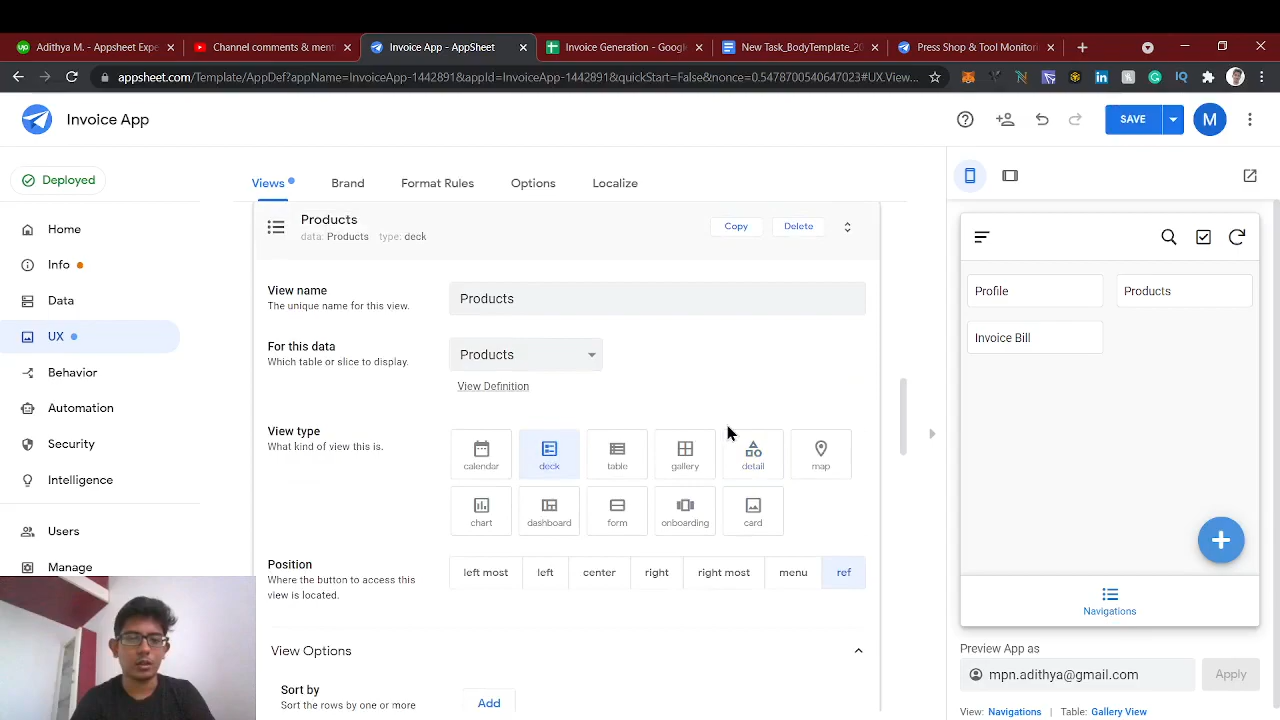 Adithya M. - Appsheet Exp
Channel comments & ment
Invoice App - AppSheet
Invoice Generation - Google
New Task_BodyTemplate_20
Press Shop & Tool Monitori
appsheet.com/Template/AppDef?appName=InvoiceApp-1442891&appId=InvoiceApp-1442891&quickStart=False&nonce=0.5478700540647023#UX.View...
Invoice App
SAVE
M
Deployed
Views
Brand
Format Rules
Options
Localize
Home
Info
Data
UX
Behavior
Automation
Security
Intelligence
Users
Manage
Products
data: Products type: deck
Copy
Delete
View name
The unique name for this view.
Products
For this data
Which table or slice to display.
Products
View Definition
View type
What kind of view this is.
calendar
deck
table
gallery
detail
map
chart
dashboard
form
onboarding
card
Position
Where the button to access this
view is located.
left most
left
center
right
right most
menu
ref
View Options
Sort by
Sort the rows by one or more
Add
Profile
Products
Invoice Bill
Navigations
Preview App as
mpn.adithya@gmail.com
Apply
View: Navigations | Table: Gallery View